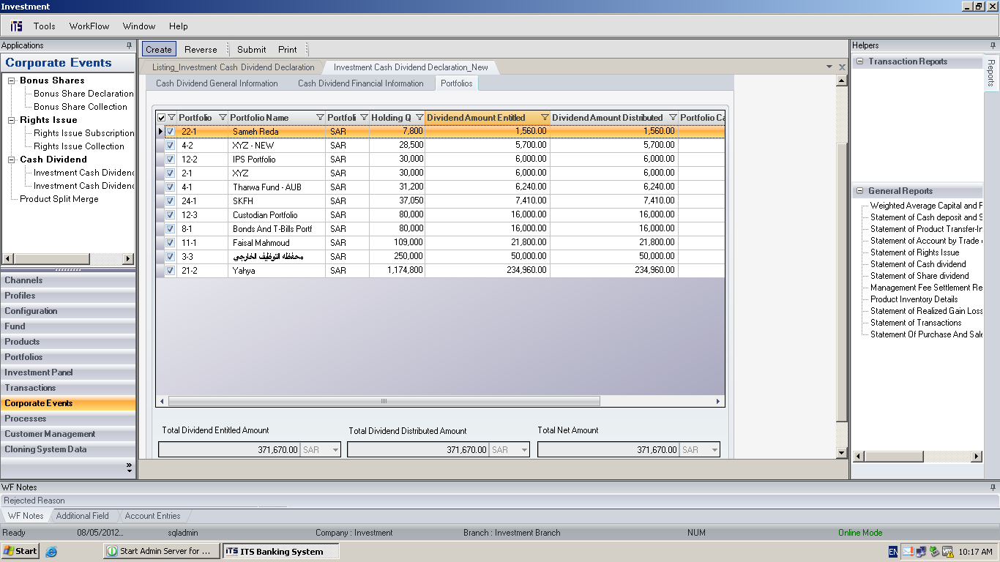 Investment
ITS Tools WorkFlow Window Help
Applications
Corporate Events
Bonus Shares
Bonus Share Declaration
Bonus Share Collection
Rights Issue
Rights Issue Subscription
Rights Issue Collection
Cash Dividend
Investment Cash Dividend
Investment Cash Dividend
Product Split Merge
Channels
Profiles
Configuration
Fund
Products
Portfolios
Investment Panel
Transactions
Corporate Events
Processes
Customer Management
Cloning System Data
Create Reverse Submit Print
Listing_Investment Cash Dividend Declaration Investment Cash Dividend Declaration_New
Cash Dividend General Information Cash Dividend Financial Information Portfolios
Portfolio Portfolio Name Portfoli Holding Q Dividend Amount Entitled Dividend Amount Distributed Portfolio Ca
22-1 Sameh Reda SAR 7,800 1,560.00 1,560.00
4-2 XYZ - NEW SAR 28,500 5,700.00 5,700.00
12-2 IPS Portfolio SAR 30,000 6,000.00 6,000.00
2-1 XYZ SAR 30,000 6,000.00 6,000.00
4-1 Tharwa Fund - AUB SAR 31,200 6,240.00 6,240.00
24-1 SKFH SAR 37,050 7,410.00 7,410.00
12-3 Custodian Portfolio SAR 80,000 16,000.00 16,000.00
8-1 Bonds And T-Bills Portf SAR 80,000 16,000.00 16,000.00
11-1 Faisal Mahmoud SAR 109,000 21,800.00 21,800.00
3-3 محفظة التوظيف الخارجي SAR 250,000 50,000.00 50,000.00
21-2 Yahya SAR 1,174,800 234,960.00 234,960.00
Total Dividend Entitled Amount Total Dividend Distributed Amount Total Net Amount
371,670.00 SAR 371,670.00 SAR 371,670.00 SAR
Helpers
Transaction Reports
Reports
General Reports
Weighted Average Capital and F
Statement of Cash deposit and S
Statement of Product Transfer-In
Statement of Account by Trade
Statement of Rights Issue
Statement of Cash dividend
Statement of Share dividend
Management Fee Settlement Re
Product Inventory Details
Statement of Realized Gain Loss
Statement of Transactions
Statement Of Purchase And Sale
WF Notes
Rejected Reason
WF Notes Additional Field Account Entries
Ready 08/05/2012... sqladmin Company : Investment Branch : Investment Branch NUM Online Mode
Start Start Admin Server for ... ITS ITS Banking System EN 10:17 AM